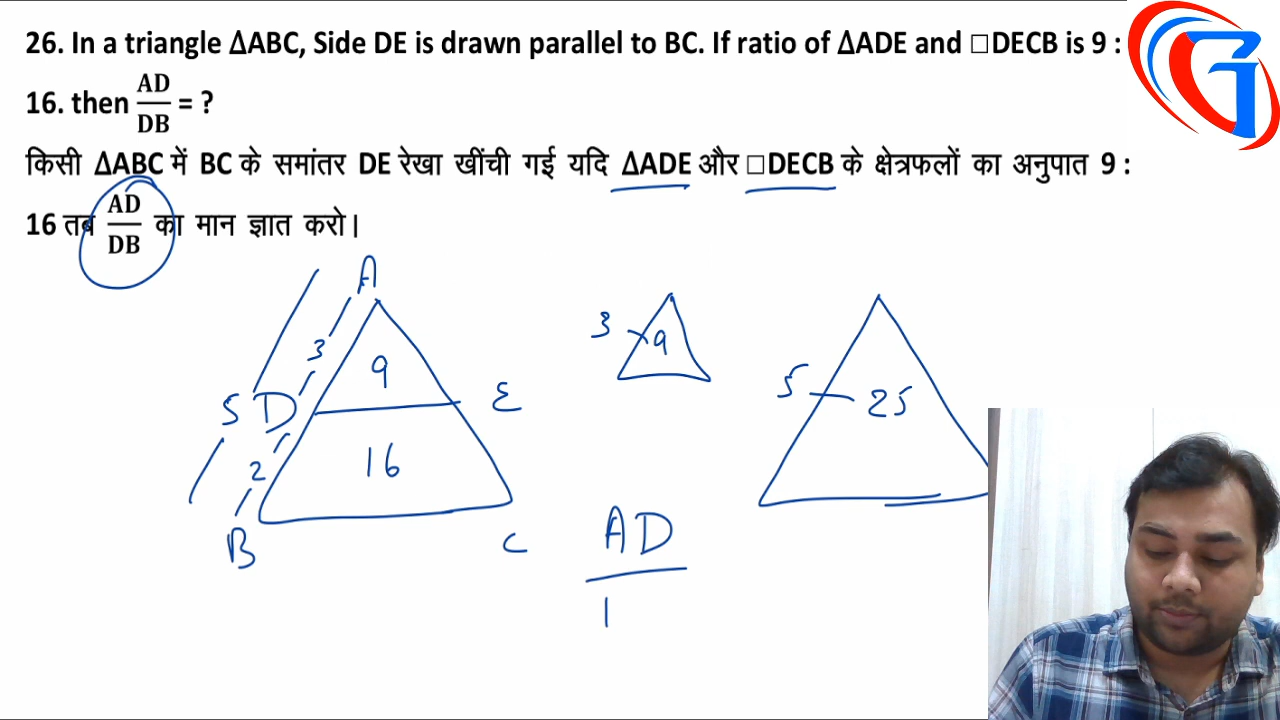 26. In a triangle ΔABC, Side DE is drawn parallel to BC. If ratio of ΔADE and □DECB is 9 :
16. then AD/DB = ?
किसी ΔABC में BC के समांतर DE रेखा खींची गई यदि ΔADE और □DECB के क्षेत्रफलों का अनुपात 9 :
16 तब AD/DB का मान ज्ञात करो।
A
3 9
5 D E
2 16
B C
3 9
5 25
AD
G